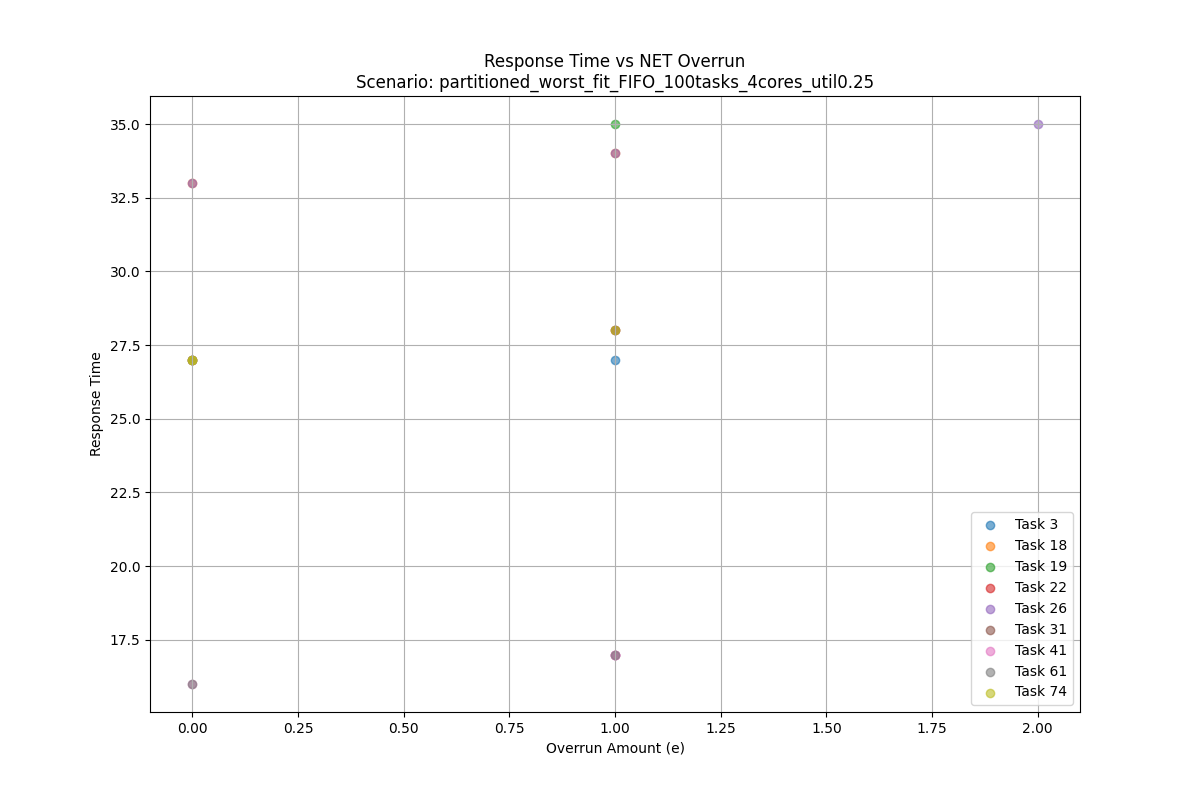 Response Time vs NET Overrun
Scenario: partitioned_worst_fit_FIFO_100tasks_4cores_util0.25
35.0
32.5
30.0
27.5
25.0
22.5
20.0
17.5
Response Time
Task 3
Task 18
Task 19
Task 22
Task 26
Task 31
Task 41
Task 61
Task 74
0.00 0.25 0.50 0.75 1.00 1.25 1.50 1.75 2.00
Overrun Amount (e)